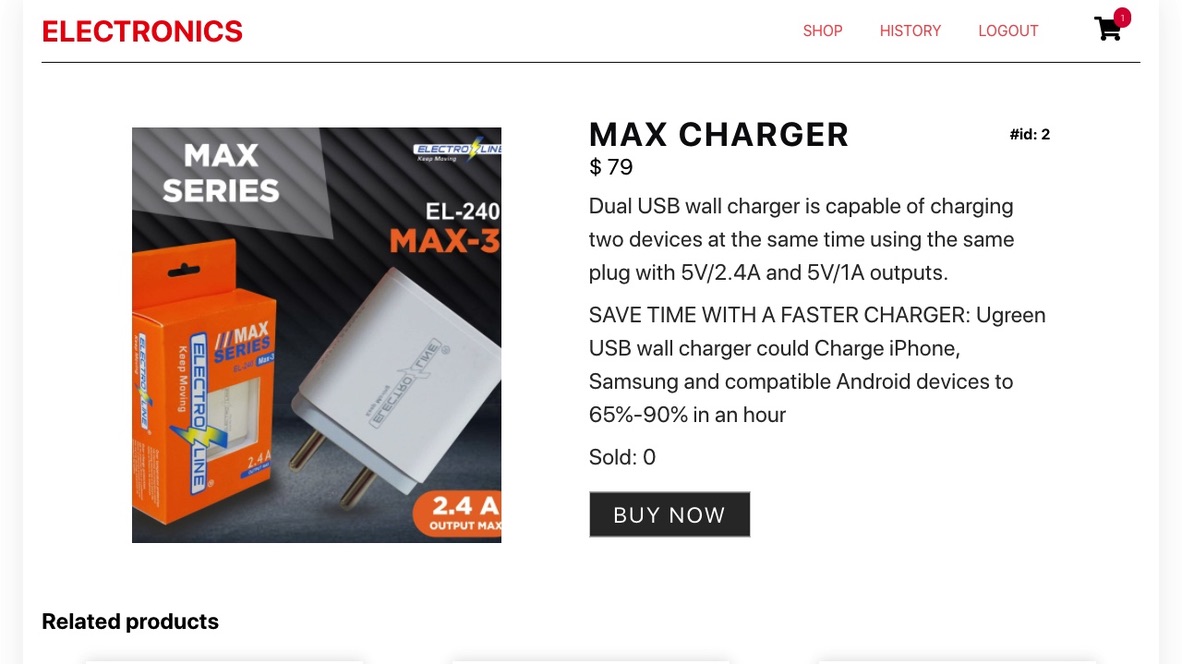 ELECTRONICS
SHOP
HISTORY
LOGOUT
1
MAX
SERIES
ELECTRO LINE
Keep Moving
EL-240
MAX-3
MAX
SERIES
EL-240 Max-3
Keep Moving
ELECTRO LINE
ELECTRO LINE
2.4 A
2.4 A
OUTPUT MAX
MAX CHARGER
#id: 2
$ 79
Dual USB wall charger is capable of charging
two devices at the same time using the same
plug with 5V/2.4A and 5V/1A outputs.
SAVE TIME WITH A FASTER CHARGER: Ugreen
USB wall charger could Charge iPhone,
Samsung and compatible Android devices to
65%-90% in an hour
Sold: 0
BUY NOW
Related products